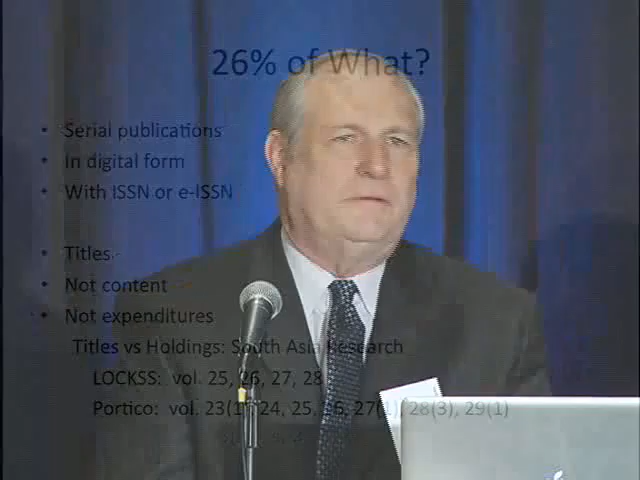 26% of What?
• Serial publications
• In digital form
• With ISSN or e-ISSN
• Titles
• Not content
• Not expenditures
Titles vs Holdings: South Asia Research
LOCKSS: vol. 25, 26, 27, 28
Portico: vol. 23(1), 24, 25, 26, 27(1), 28(3), 29(1)